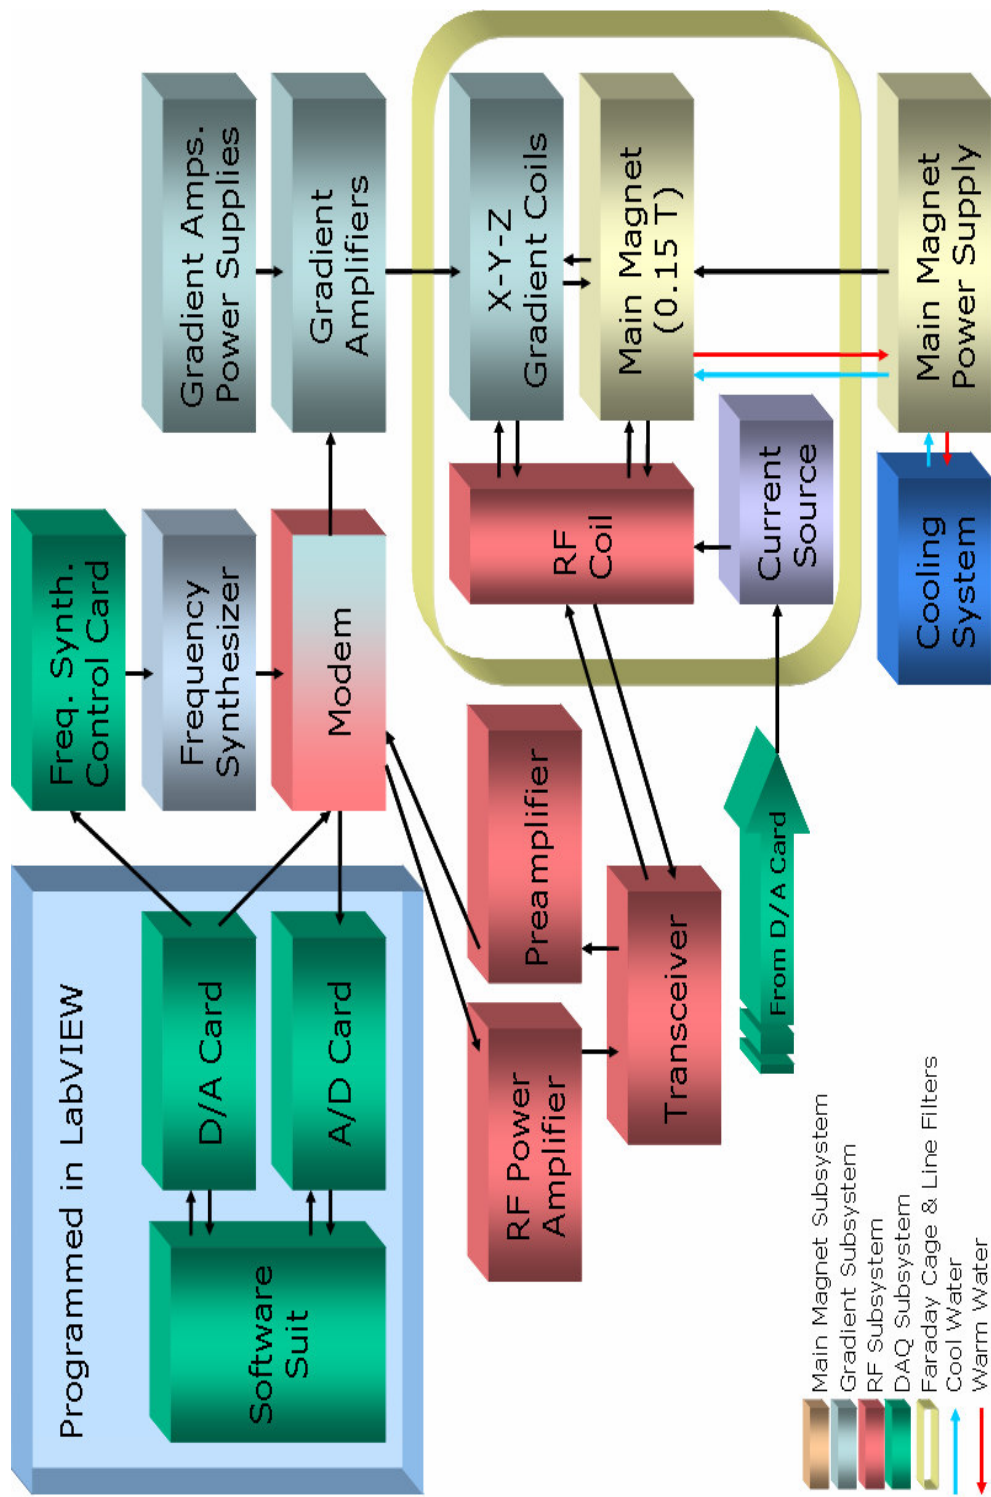 Programmed in LabVIEW
Software
Suit
D/A Card
A/D Card
Freq. Synth.
Control Card
Frequency
Synthesizer
Modem
Gradient Amps.
Power Supplies
Gradient
Amplifiers
RF Power
Amplifier
Preamplifier
Transceiver
RF
Coil
X-Y-Z
Gradient Coils
Main Magnet
(0.15 T)
Current
Source
From D/A Card
Cooling
System
Main Magnet
Power Supply
Main Magnet Subsystem
Gradient Subsystem
RF Subsystem
DAQ Subsystem
Faraday Cage & Line Filters
Cool Water
Warm Water